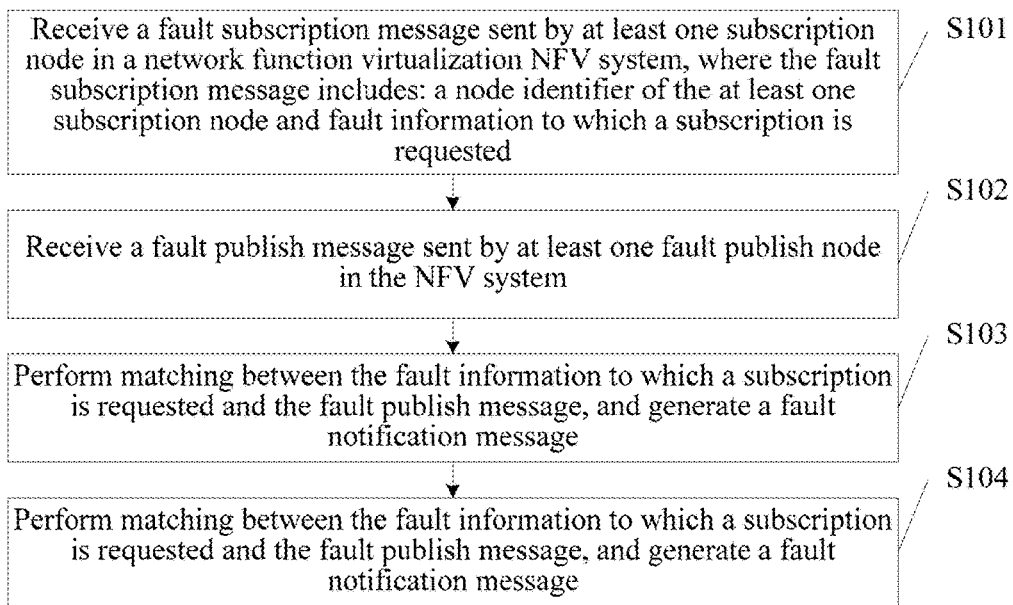 Receive a fault subscription message sent by at least one subscription
node in a network function virtualization NFV system, where the fault
subscription message includes: a node identifier of the at least one
subscription node and fault information to which a subscription is
requested
S101
Receive a fault publish message sent by at least one fault publish node
in the NFV system
S102
Perform matching between the fault information to which a subscription
is requested and the fault publish message, and generate a fault
notification message
S103
Perform matching between the fault information to which a subscription
is requested and the fault publish message, and generate a fault
notification message
S104